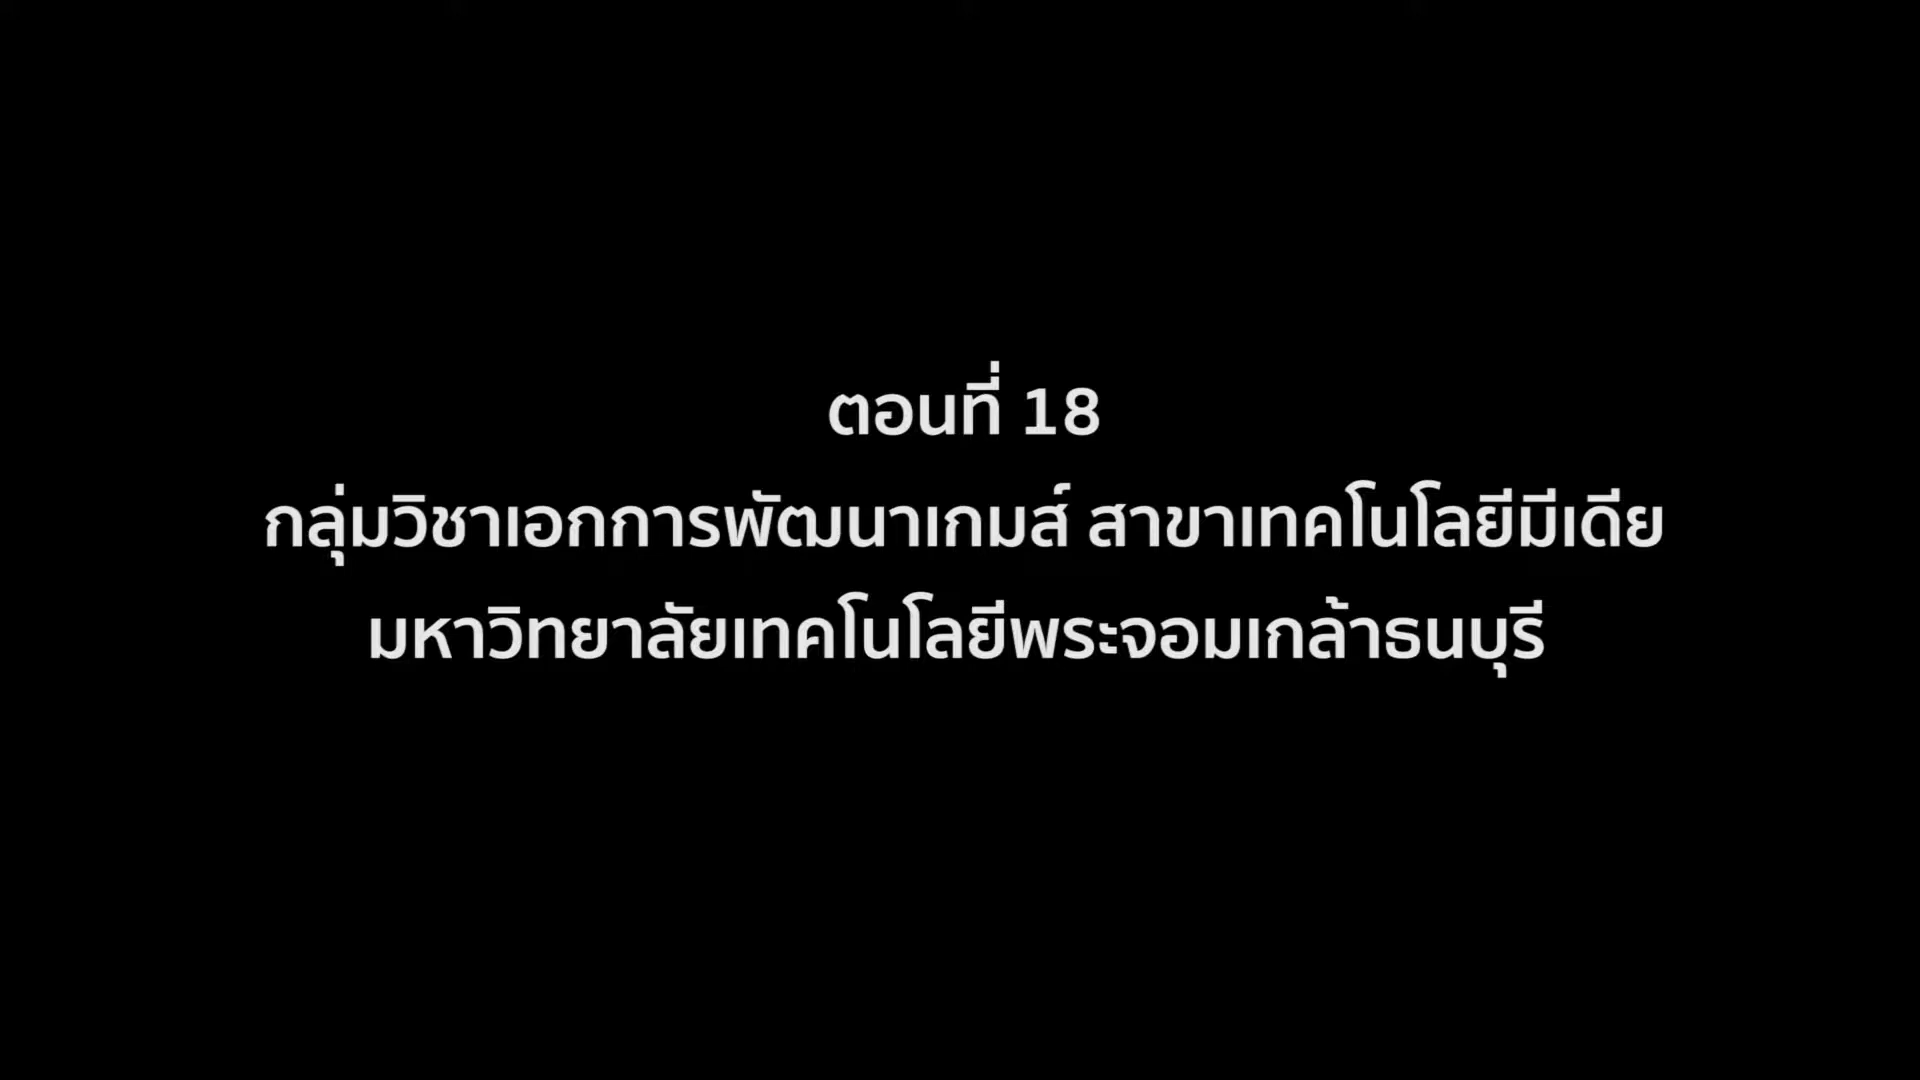 ตอนที่ 18
กลุ่มวิชาเอกการพัฒนาเกมส์ สาขาเทคโนโลยีมีเดีย
มหาวิทยาลัยเทคโนโลยีพระจอมเกล้าธนบุรี